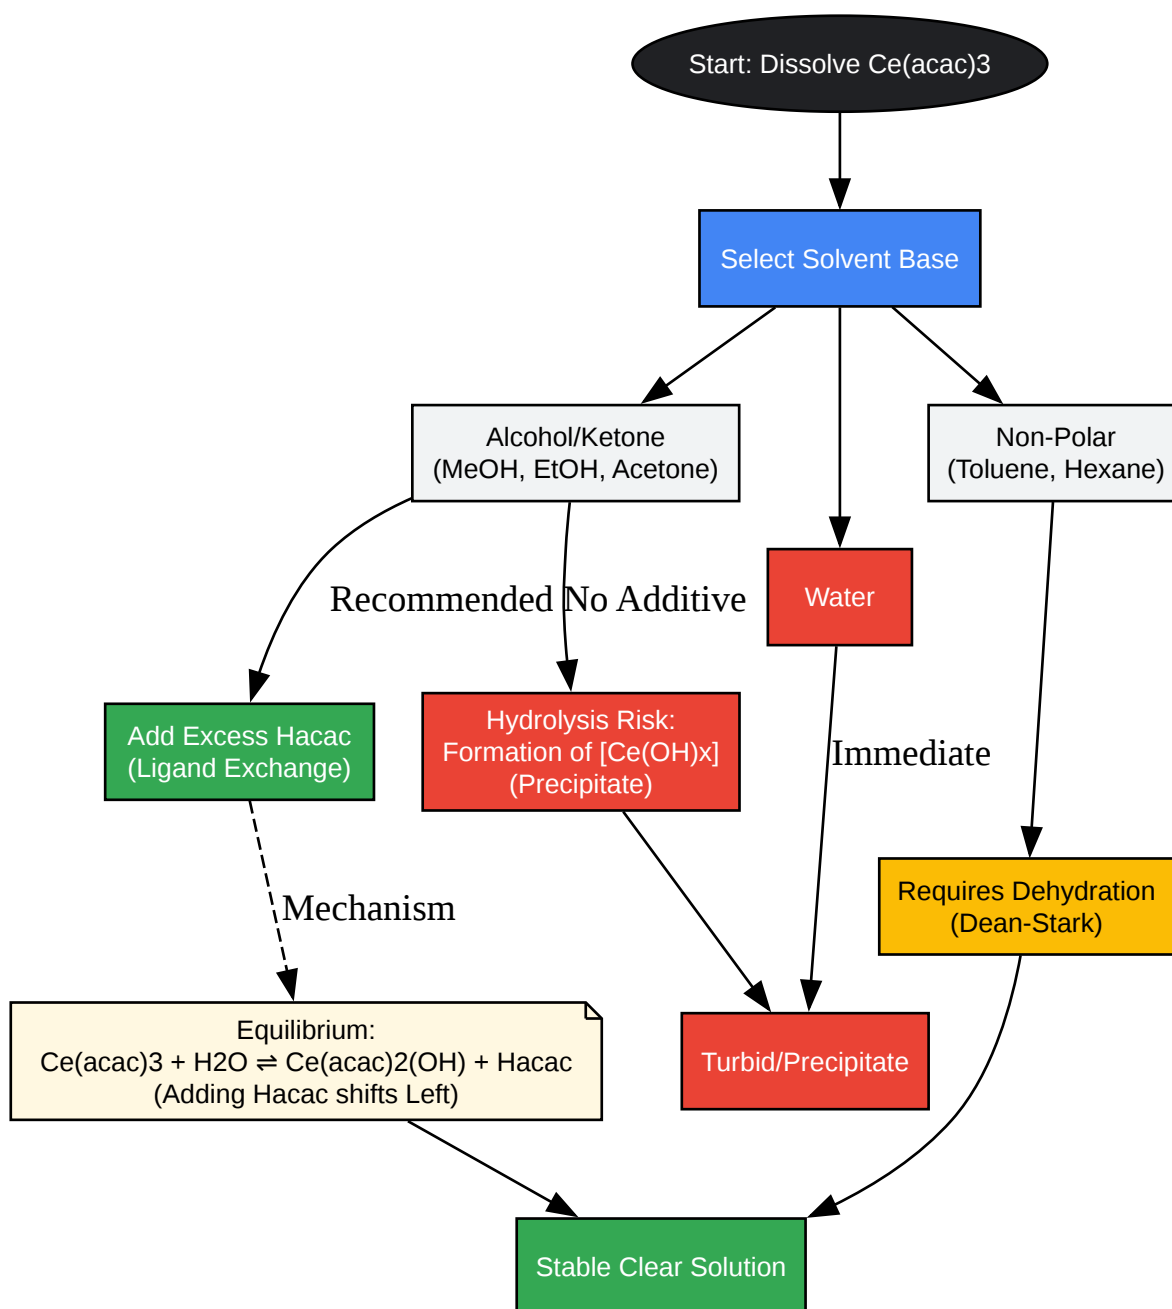 Start: Dissolve Ce(acac)3
Select Solvent Base
Alcohol/Ketone
(MeOH, EtOH, Acetone)
Non-Polar
(Toluene, Hexane)
Recommended
No Additive
Water
Add Excess Hacac
(Ligand Exchange)
Hydrolysis Risk:
Formation of [Ce(OH)x]
(Precipitate)
Immediate
Mechanism
Requires Dehydration
(Dean-Stark)
Equilibrium:
Ce(acac)3 + H2O ⇌ Ce(acac)2(OH) + Hacac
(Adding Hacac shifts Left)
Turbid/Precipitate
Stable Clear Solution